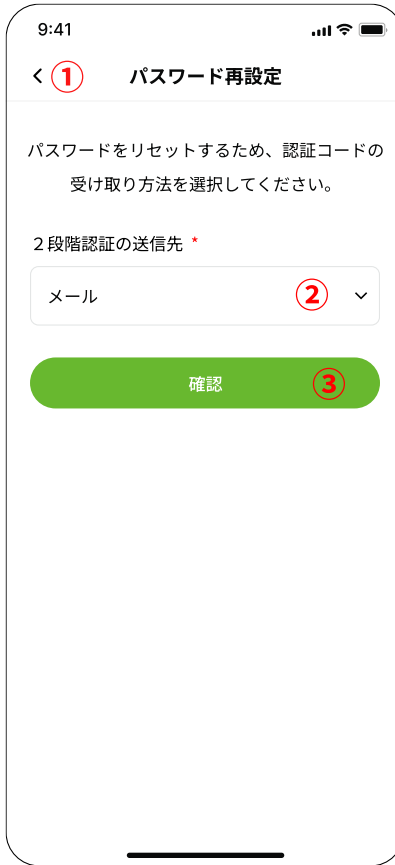 9:41
① パスワード再設定
パスワードをリセットするため、認証コードの
受け取り方法を選択してください。
2段階認証の送信先 *
メール ②
確認 ③